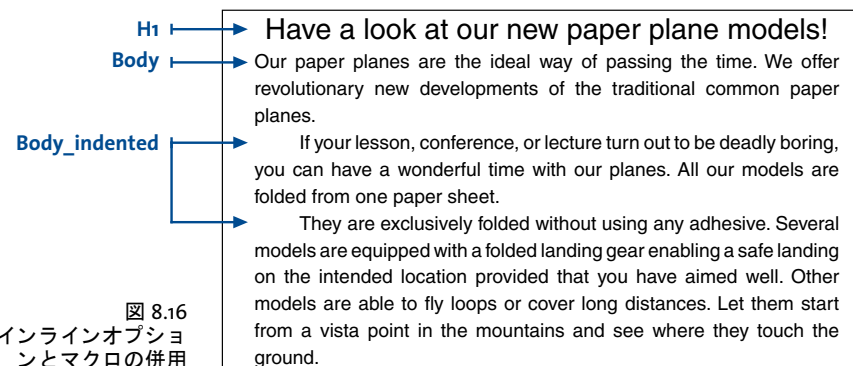 H1
Have a look at our new paper plane models!
Body
Our paper planes are the ideal way of passing the time. We offer
revolutionary new developments of the traditional common paper
planes.
Body_indented
If your lesson, conference, or lecture turn out to be deadly boring,
you can have a wonderful time with our planes. All our models are
folded from one paper sheet.
They are exclusively folded without using any adhesive. Several
models are equipped with a folded landing gear enabling a safe landing
on the intended location provided that you have aimed well. Other
models are able to fly loops or cover long distances. Let them start
from a vista point in the mountains and see where they touch the
ground.
図 8.16
インラインオプショ
ンとマクロの併用